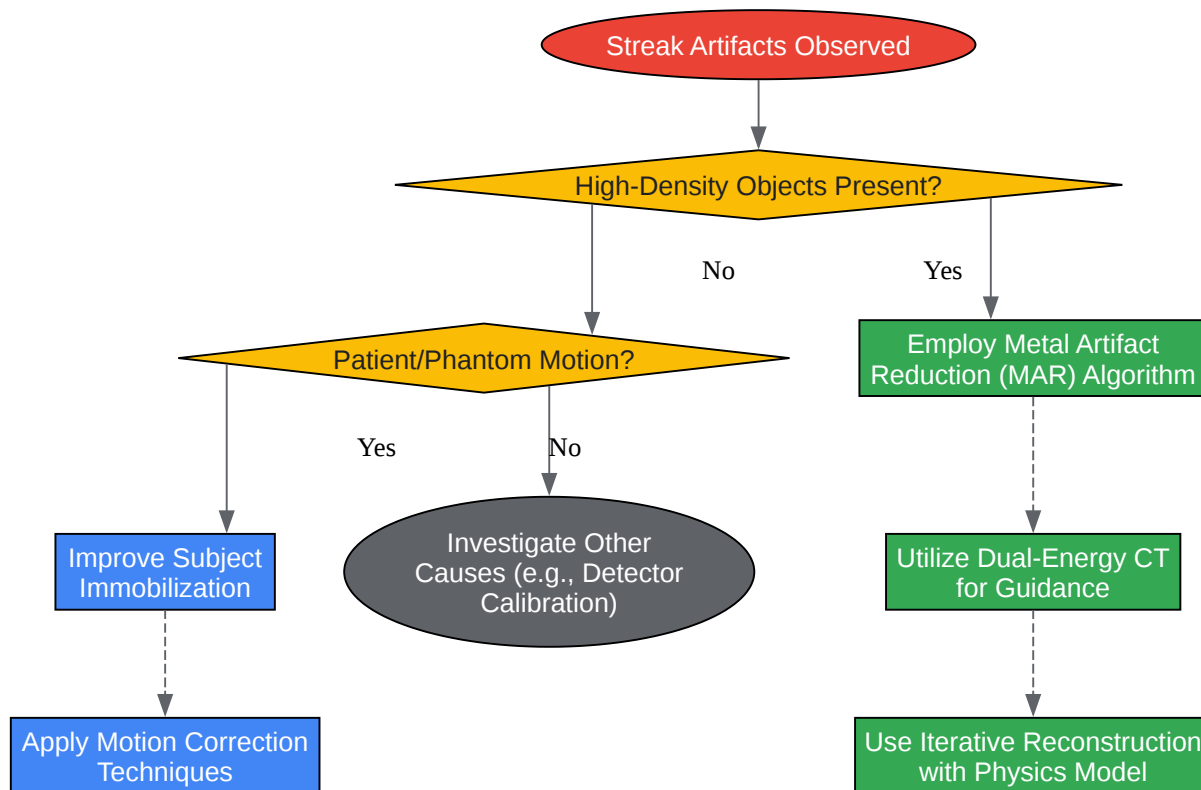 Streak Artifacts Observed
High-Density Objects Present?
No
Yes
Patient/Phantom Motion?
Employ Metal Artifact
Reduction (MAR) Algorithm
Yes
No
Improve Subject
Immobilization
Investigate Other
Causes (e.g., Detector
Calibration)
Utilize Dual-Energy CT
for Guidance
Apply Motion Correction
Techniques
Use Iterative Reconstruction
with Physics Model